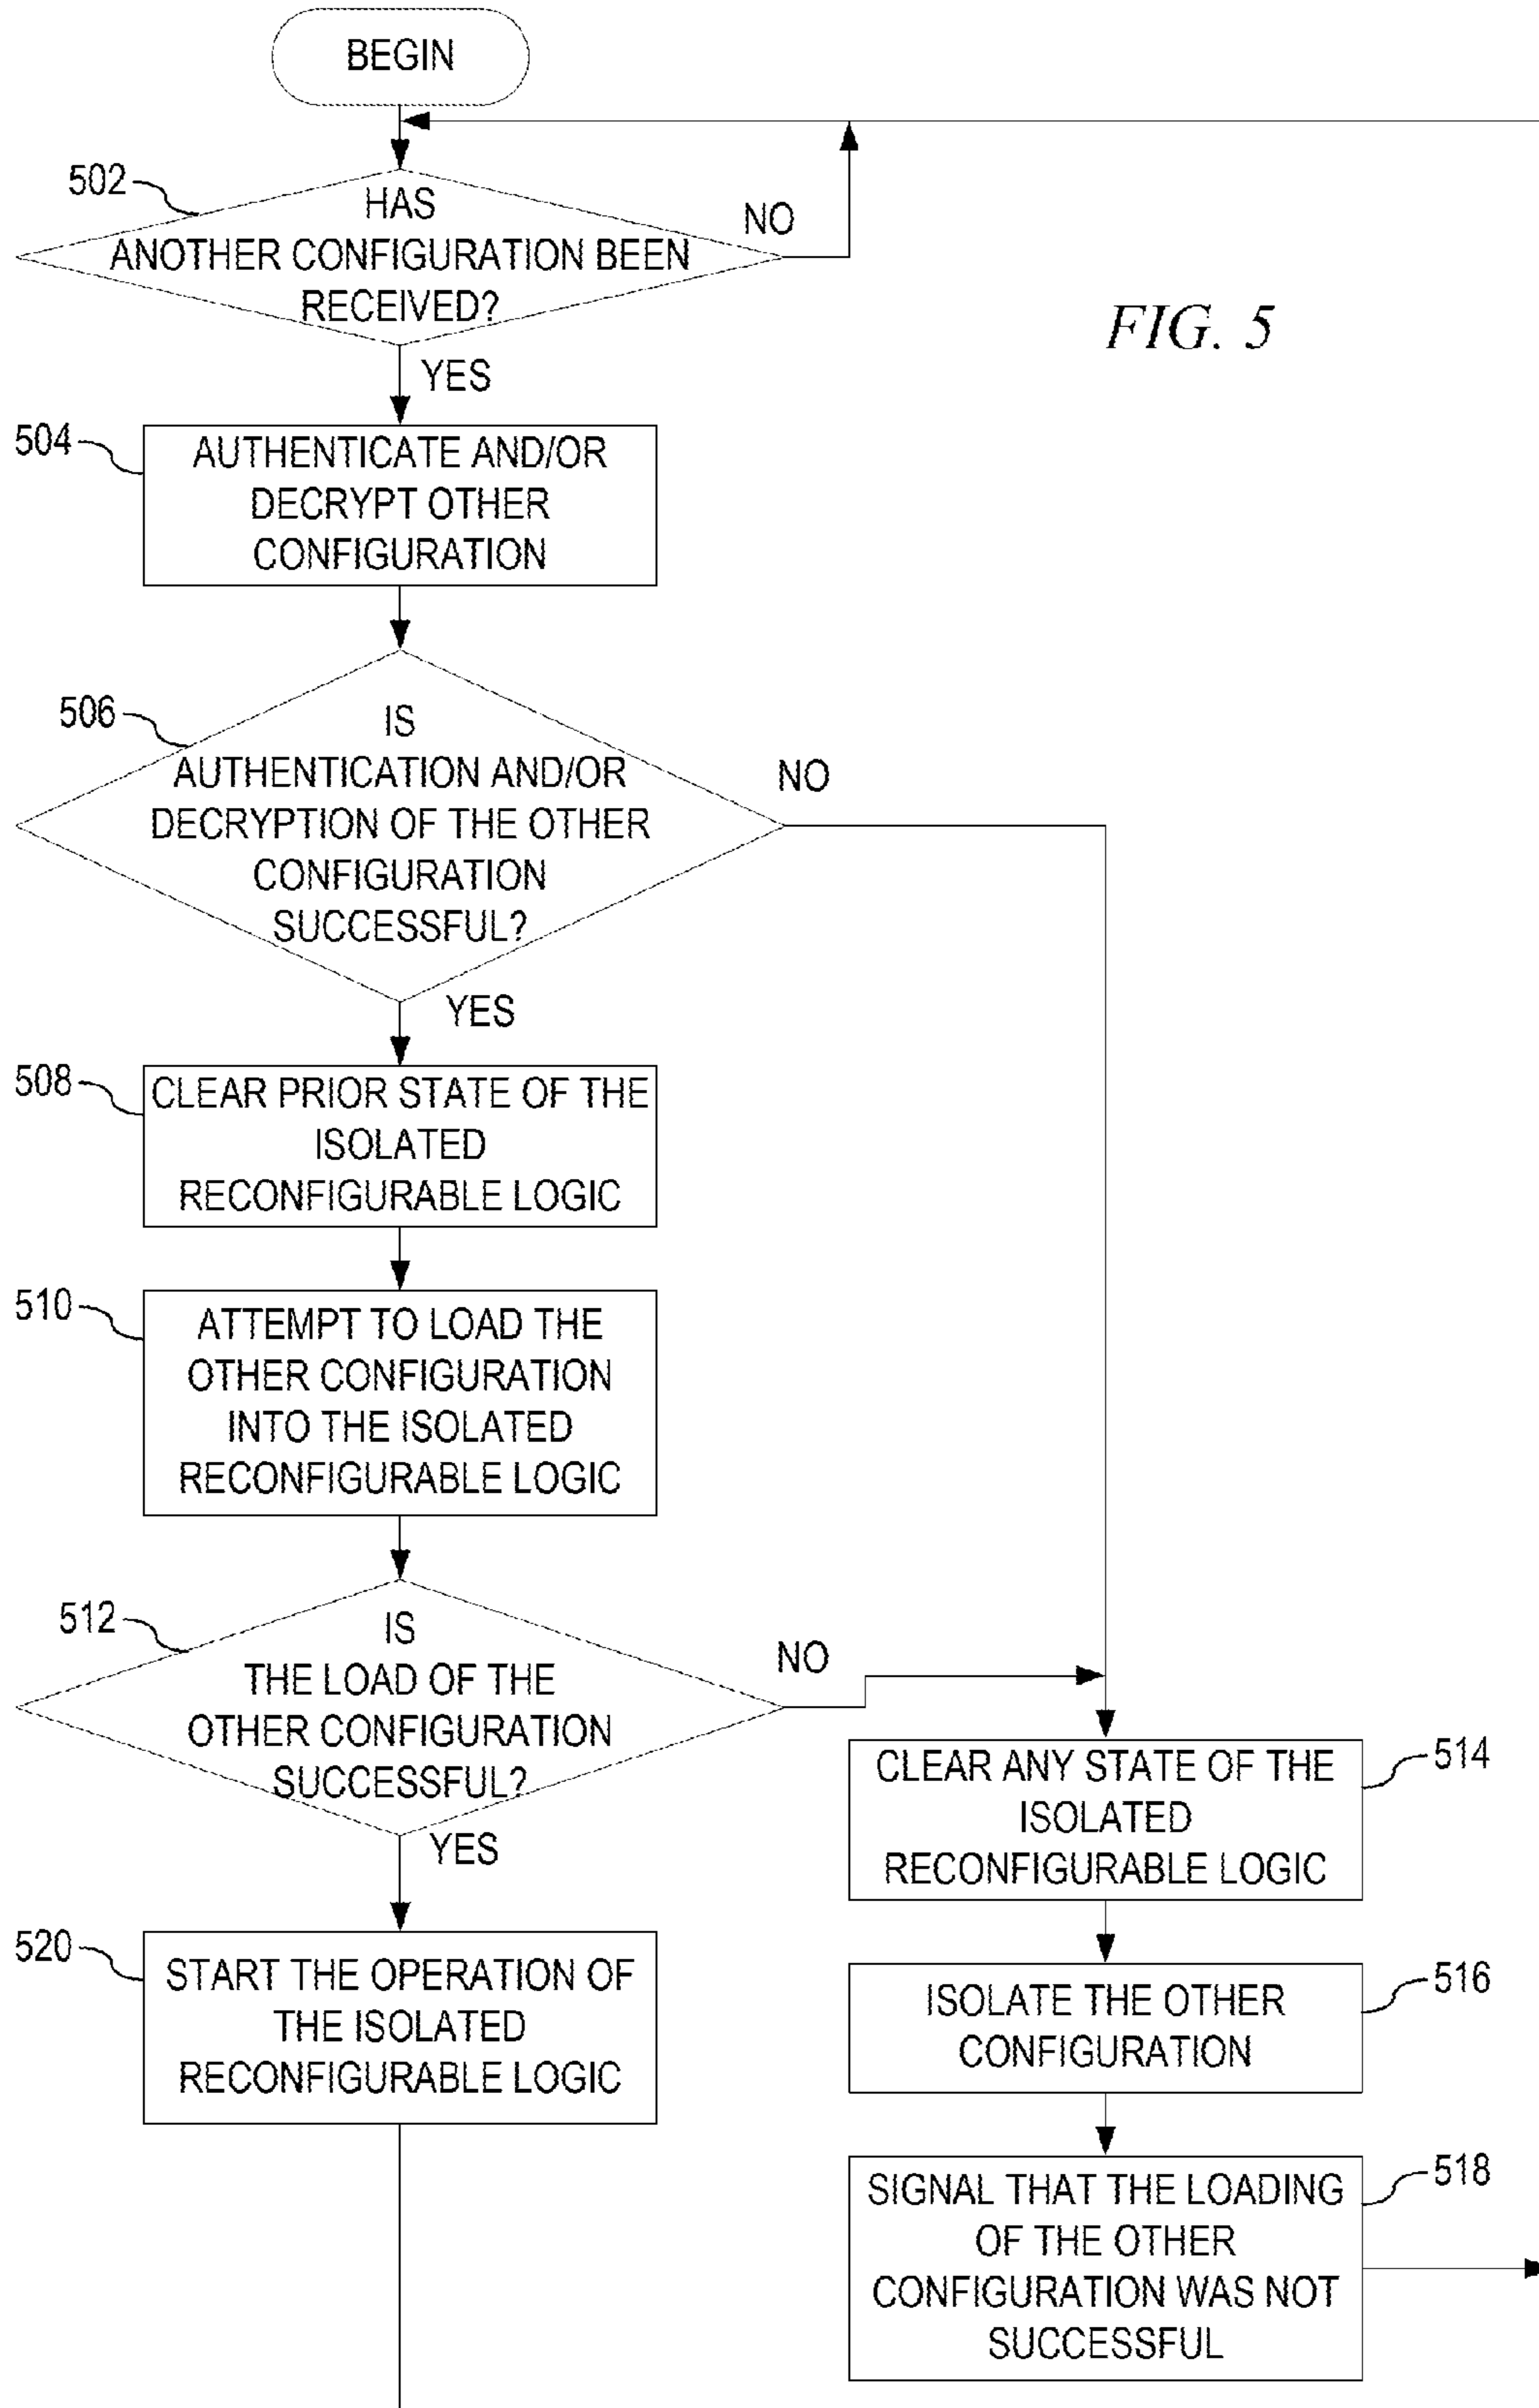 BEGIN
502
HAS
ANOTHER CONFIGURATION BEEN
RECEIVED?
NO
FIG. 5
YES
504
AUTHENTICATE AND/OR
DECRYPT OTHER
CONFIGURATION
506
IS
AUTHENTICATION AND/OR
DECRYPTION OF THE OTHER
CONFIGURATION
SUCCESSFUL?
NO
YES
508
CLEAR PRIOR STATE OF THE
ISOLATED
RECONFIGURABLE LOGIC
510
ATTEMPT TO LOAD THE
OTHER CONFIGURATION
INTO THE ISOLATED
RECONFIGURABLE LOGIC
512
IS
THE LOAD OF THE
OTHER CONFIGURATION
SUCCESSFUL?
NO
YES
514
CLEAR ANY STATE OF THE
ISOLATED
RECONFIGURABLE LOGIC
520
START THE OPERATION OF
THE ISOLATED
RECONFIGURABLE LOGIC
516
ISOLATE THE OTHER
CONFIGURATION
518
SIGNAL THAT THE LOADING
OF THE OTHER
CONFIGURATION WAS NOT
SUCCESSFUL